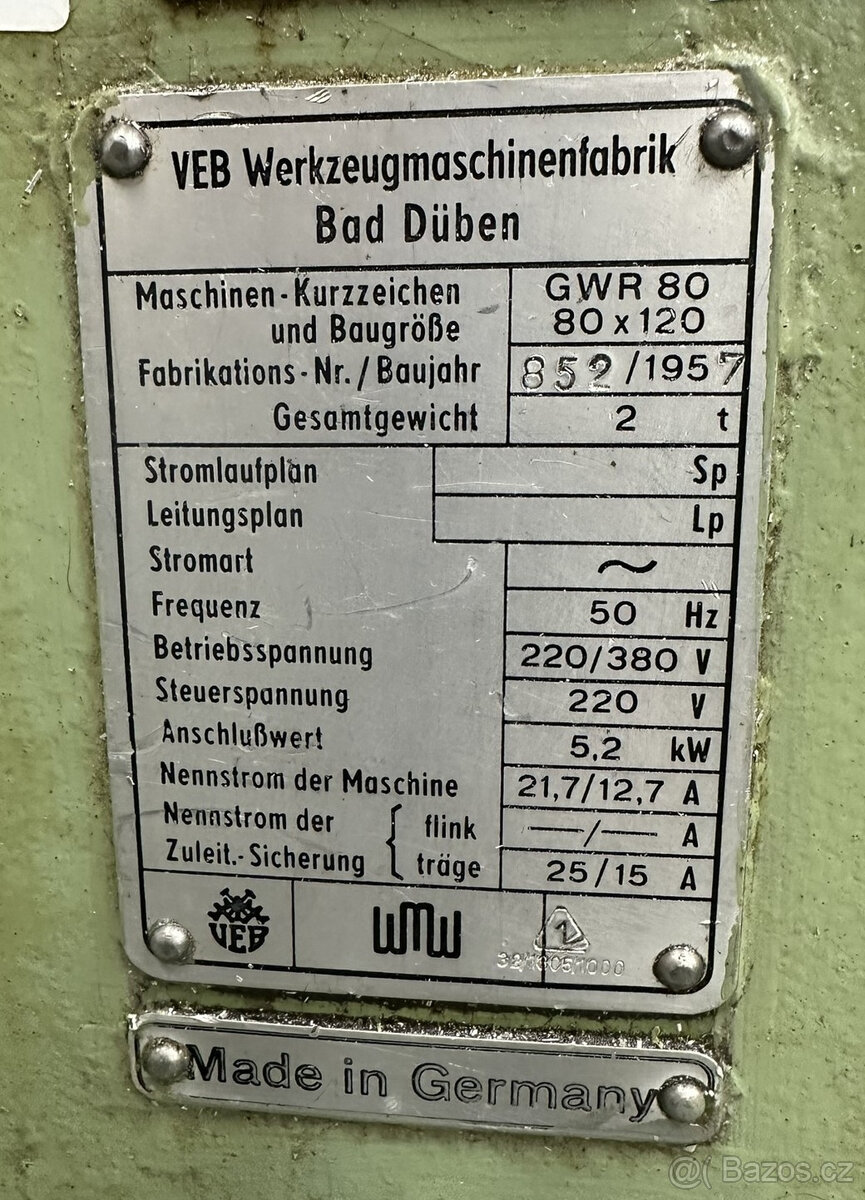 VEB Werkzeugmaschinenfabrik
Bad Düben
Maschinen-Kurzzeichen GWR 80
und Baugröße 80 x 120
Fabrikations-Nr./Baujahr 852/1957
Gesamtgewicht 2 t
Stromlaufplan Sp
Leitungsplan Lp
Stromart ~
Frequenz 50 Hz
Betriebsspannung 220/380 V
Steuerspannung 220 V
Anschlußwert 5,2 kW
Nennstrom der Maschine 21,7/12,7 A
Nennstrom der flink —/— A
Zuleit.-Sicherung träge 25/15 A
VEB WMW 1
Made in Germany
@( Bazos.cz